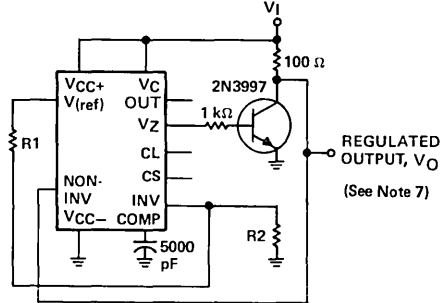 VI
100 Ω
2N3997
VCC+ VC
V(ref) OUT
VZ 1 kΩ
R1
CL
CS
NON-
INV INV
VCC− COMP
5000
pF
R2
REGULATED
OUTPUT, VO
(See Note 7)